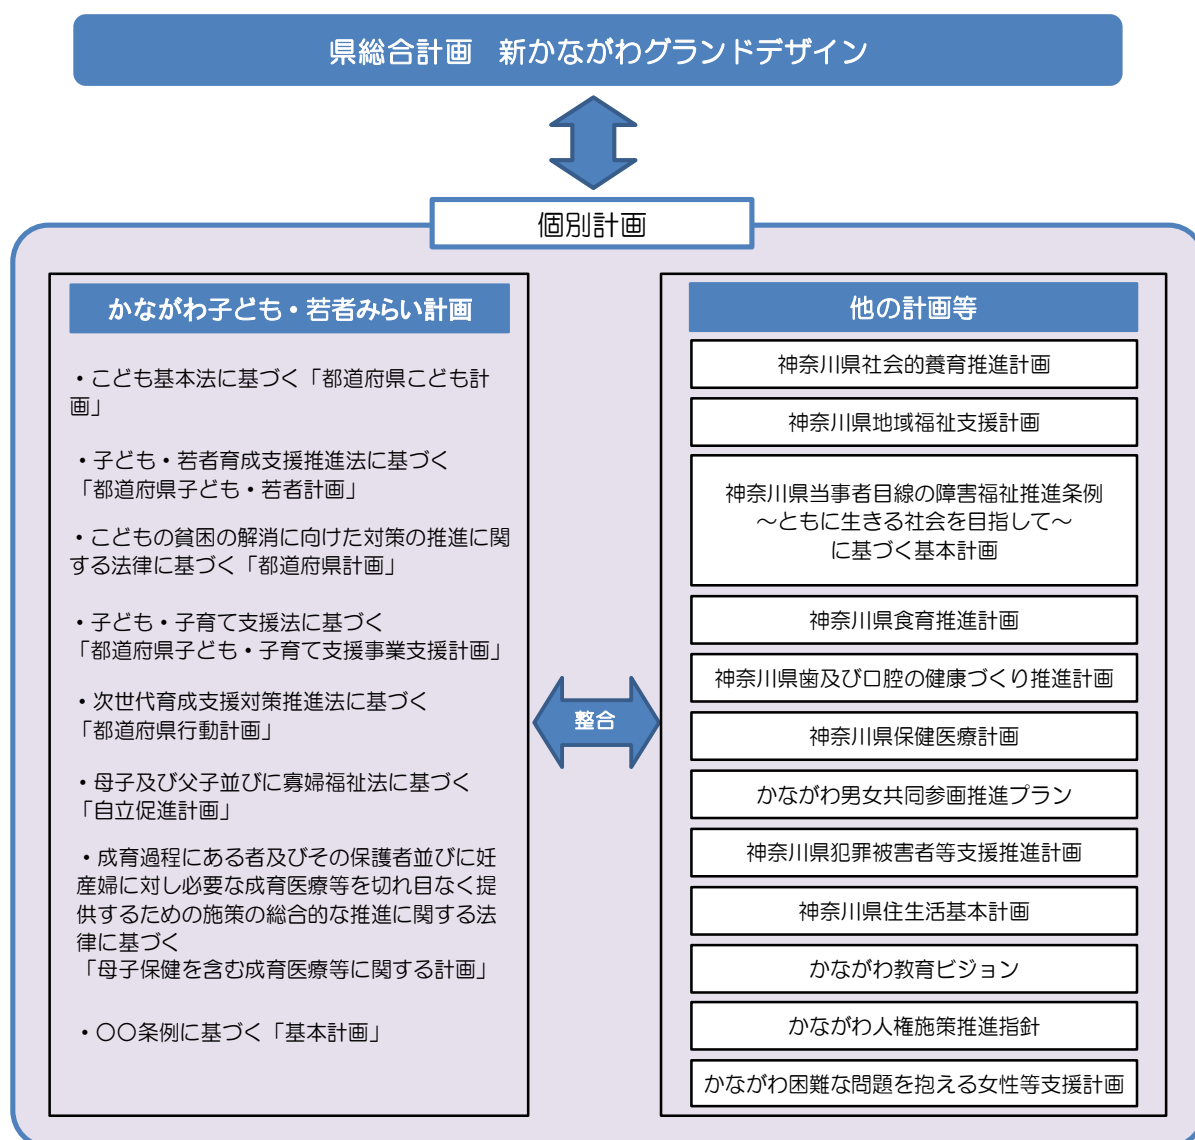 県総合計画　新かながわグランドデザイン
個別計画
かながわ子ども・若者みらい計画
・こども基本法に基づく「都道府県こども計
画」
・子ども・若者育成支援推進法に基づく
「都道府県子ども・若者計画」
・こどもの貧困の解消に向けた対策の推進に関
する法律に基づく「都道府県計画」
・子ども・子育て支援法に基づく
「都道府県子ども・子育て支援事業支援計画」
・次世代育成支援対策推進法に基づく
「都道府県行動計画」
・母子及び父子並びに寡婦福祉法に基づく
「自立促進計画」
・成育過程にある者及びその保護者並びに妊
産婦に対し必要な成育医療等を切れ目なく提
供するための施策の総合的な推進に関する法
律に基づく
「母子保健を含む成育医療等に関する計画」
・〇〇条例に基づく「基本計画」
整合
他の計画等
神奈川県社会的養育推進計画
神奈川県地域福祉支援計画
神奈川県当事者目線の障害福祉推進条例
～ともに生きる社会を目指して～
に基づく基本計画
神奈川県食育推進計画
神奈川県歯及び口腔の健康づくり推進計画
神奈川県保健医療計画
かながわ男女共同参画推進プラン
神奈川県犯罪被害者等支援推進計画
神奈川県住生活基本計画
かながわ教育ビジョン
かながわ人権施策推進指針
かながわ困難な問題を抱える女性等支援計画